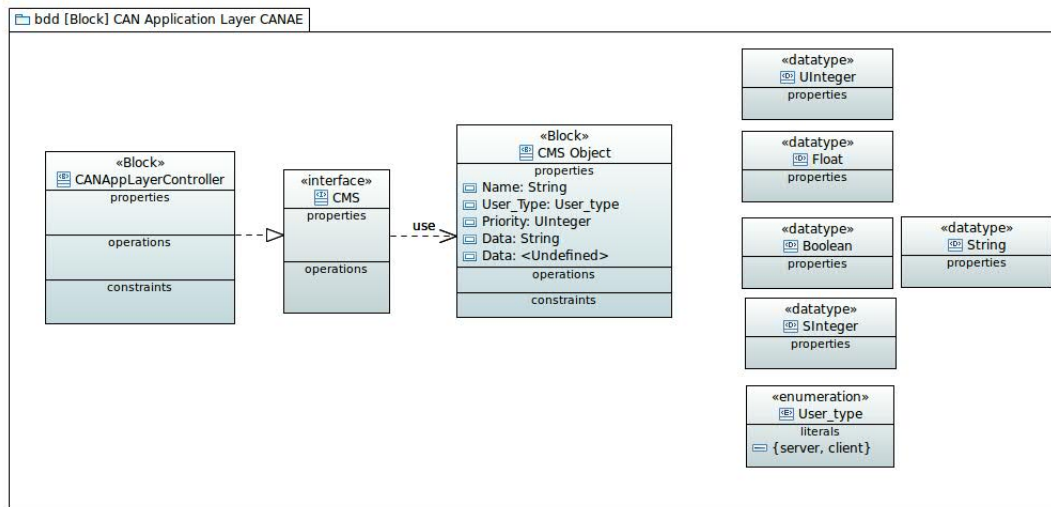 bdd [Block] CAN Application Layer CANAE
«Block»
CANAppLayerController
properties
operations
constraints
«interface»
CMS
properties
operations
use
«Block»
CMS Object
properties
Name: String
User_Type: User_type
Priority: UInteger
Data: String
Data: <Undefined>
operations
constraints
«datatype»
UInteger
properties
«datatype»
Float
properties
«datatype»
Boolean
properties
«datatype»
String
properties
«datatype»
SInteger
properties
«enumeration»
User_type
literals
{server, client}